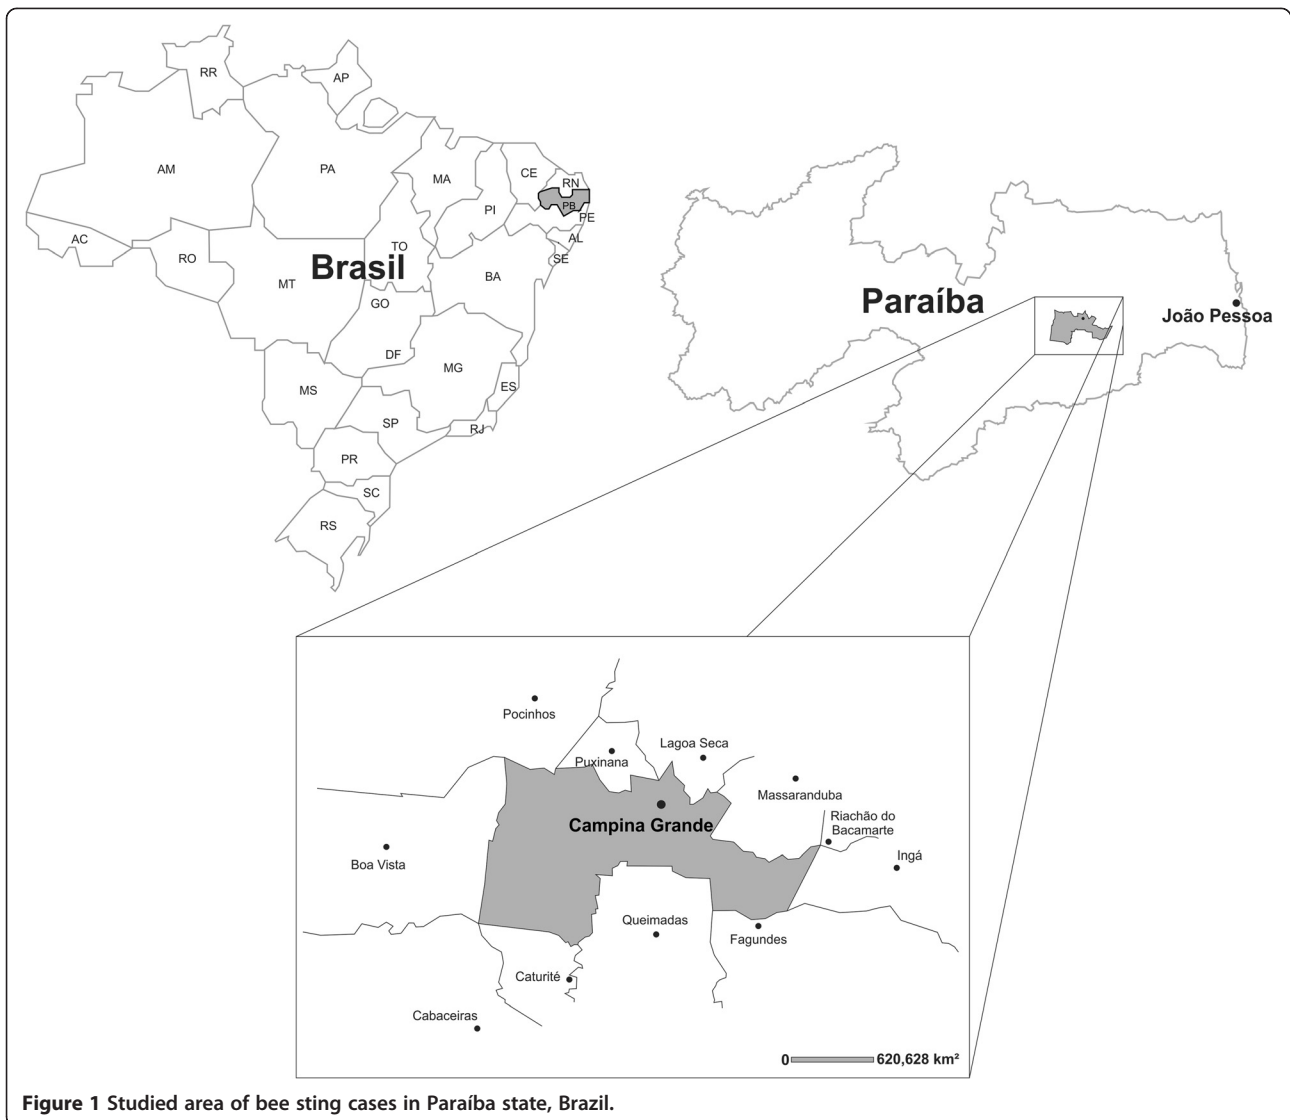 RR
AP
AM
PA
MA
CE
RN
PB
PI
PE
AC
TO
AL
RO
SE
Brasil
MT
BA
GO
DF
MG
MS
ES
SP
RJ
PR
SC
RS
Paraíba
João Pessoa
Pocinhos
Lagoa Seca
Puxinana
Massaranduba
Campina Grande
Riachão do
Bacamarte
Ingá
Boa Vista
Queimadas
Fagundes
Caturité
Cabaceiras
0 620,628 km²
Figure 1 Studied area of bee sting cases in Paraíba state, Brazil.